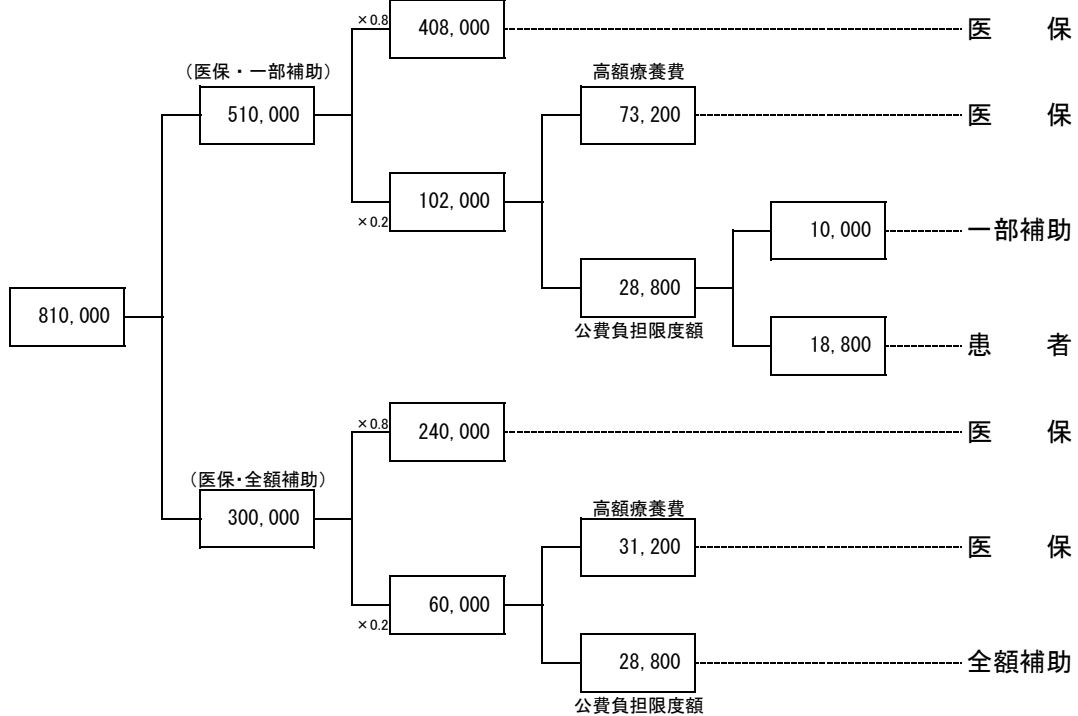 ×0.8 408,000 医　保
（医保・一部補助） 高額療養費
510,000 73,200 医　保
×0.2 102,000
10,000 一部補助
28,800
公費負担限度額
810,000
18,800 患　者
×0.8 240,000 医　保
（医保・全額補助） 高額療養費
300,000
31,200 医　保
×0.2 60,000
28,800 全額補助
公費負担限度額